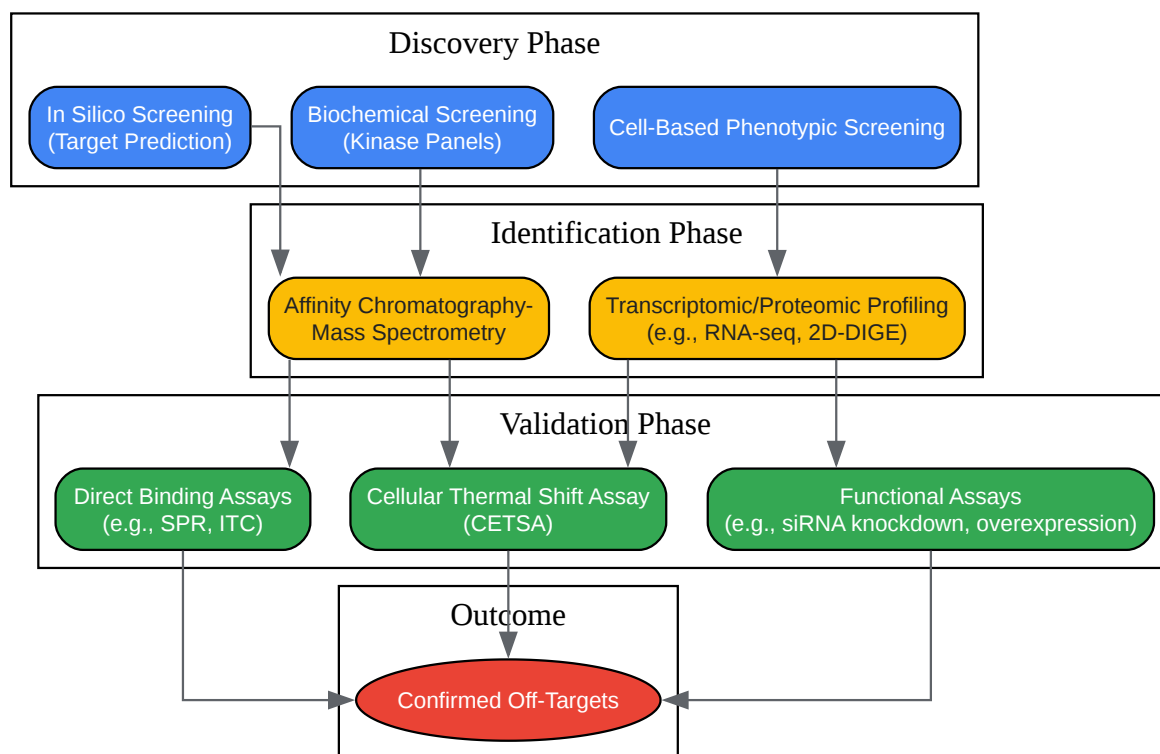 Discovery Phase
In Silico Screening
(Target Prediction)
Biochemical Screening
(Kinase Panels)
Cell-Based Phenotypic Screening
Identification Phase
Affinity Chromatography-
Mass Spectrometry
Transcriptomic/Proteomic Profiling
(e.g., RNA-seq, 2D-DIGE)
Validation Phase
Direct Binding Assays
(e.g., SPR, ITC)
Cellular Thermal Shift Assay
(CETSA)
Functional Assays
(e.g., siRNA knockdown, overexpression)
Outcome
Confirmed Off-Targets